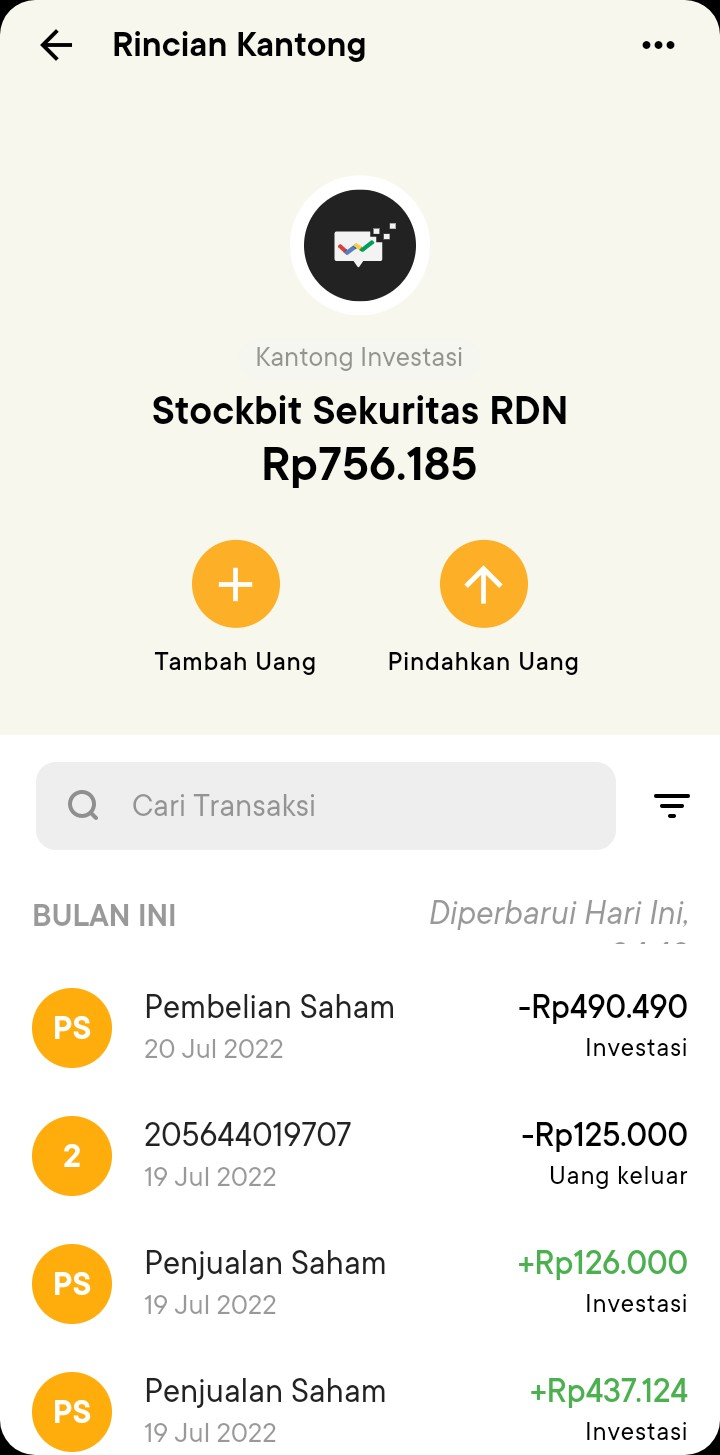 Rincian Kantong
Kantong Investasi
Stockbit Sekuritas RDN
Rp756.185
Tambah Uang
Pindahkan Uang
Cari Transaksi
BULAN INI
Diperbarui Hari Ini,
PS
Pembelian Saham
-Rp490.490
20 Jul 2022
Investasi
2
205644019707
-Rp125.000
19 Jul 2022
Uang keluar
PS
Penjualan Saham
+Rp126.000
19 Jul 2022
Investasi
PS
Penjualan Saham
+Rp437.124
19 Jul 2022
Investasi